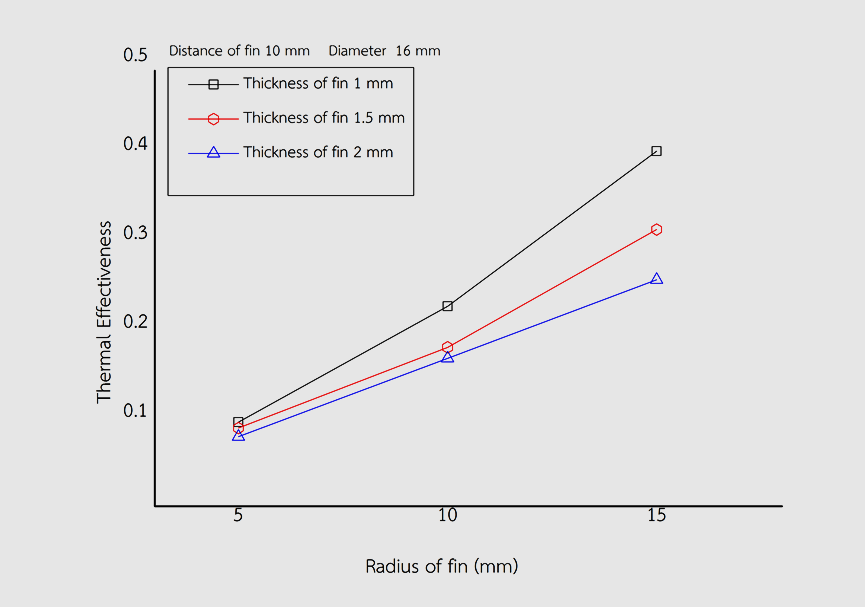 Distance of fin 10 mm Diameter 16 mm
Thickness of fin 1 mm
Thickness of fin 1.5 mm
Thickness of fin 2 mm
Thermal Effectiveness
0.5
0.4
0.3
0.2
0.1
5 10 15
Radius of fin (mm)